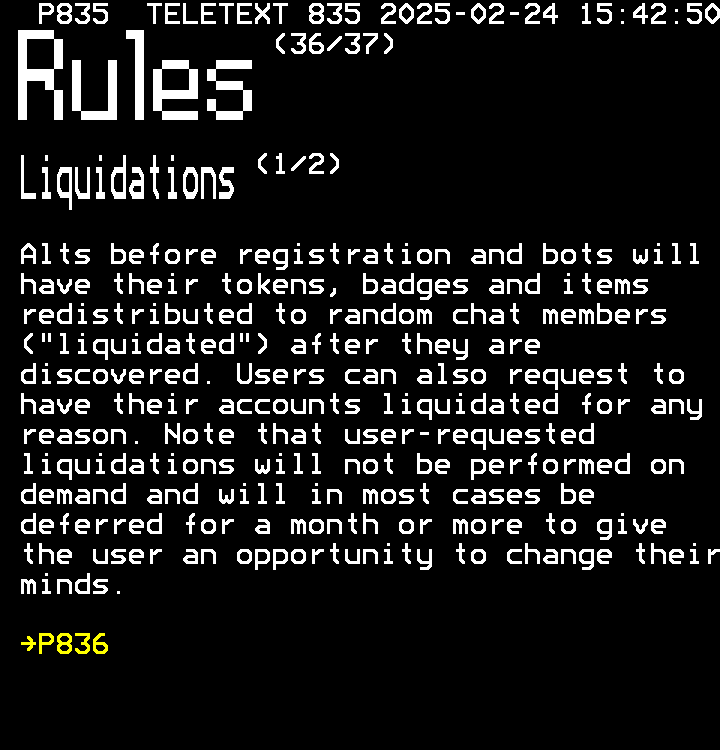 P835 TELETEXT 835 2025-02-24 15:42:50
Rules (36/37)
Liquidations (1/2)
Alts before registration and bots will
have their tokens, badges and items
redistributed to random chat members
("liquidated") after they are
discovered. Users can also request to
have their accounts liquidated for any
reason. Note that user-requested
liquidations will not be performed on
demand and will in most cases be
deferred for a month or more to give
the user an opportunity to change their
minds.
→P836